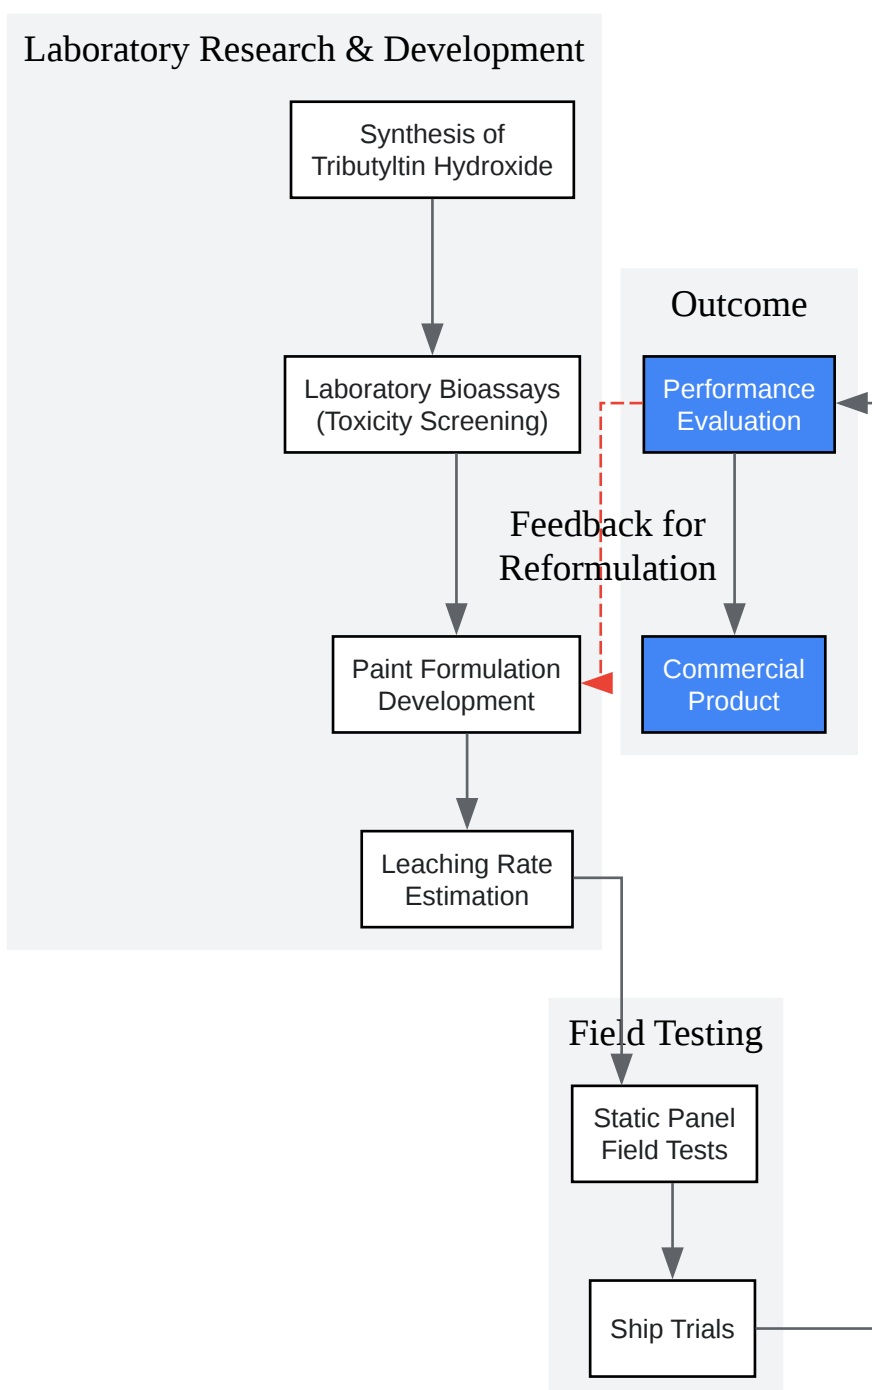 Laboratory Research & Development
Synthesis of
Tributyltin Hydroxide
Laboratory Bioassays
(Toxicity Screening)
Paint Formulation
Development
Leaching Rate
Estimation
Outcome
Performance
Evaluation
Feedback for
Reformulation
Commercial
Product
Field Testing
Static Panel
Field Tests
Ship Trials